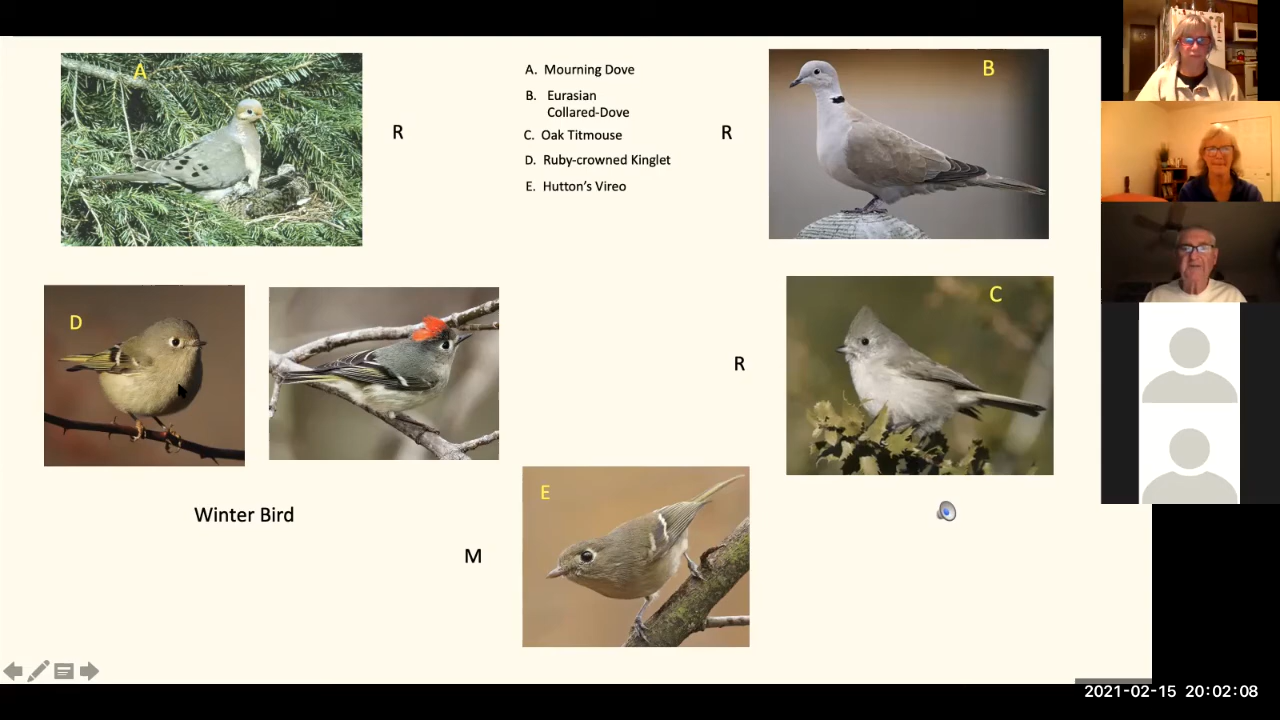 A
A. Mourning Dove
B. Eurasian
Collared-Dove
C. Oak Titmouse
D. Ruby-crowned Kinglet
E. Hutton's Vireo
R
R
B
D
R
C
E
Winter Bird
M
2021-02-15 20:02:08